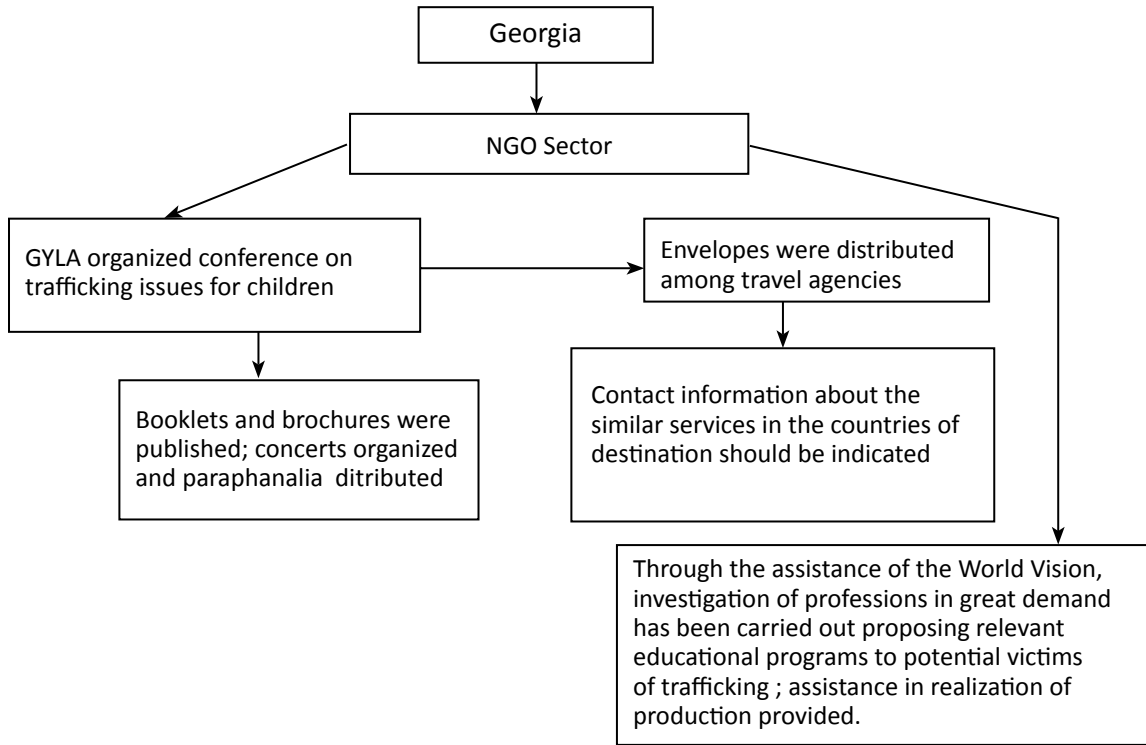 Georgia
NGO Sector
GYLA organized conference on
trafficking issues for children
Envelopes were distributed
among travel agencies
Booklets and brochures were
published; concerts organized
and paraphanalia  ditributed
Contact information about the
similar services in the countries of
destination should be indicated
Through the assistance of the World Vision,
investigation of professions in great demand
has been carried out proposing relevant
educational programs to potential victims
of trafficking ; assistance in realization of
production provided.